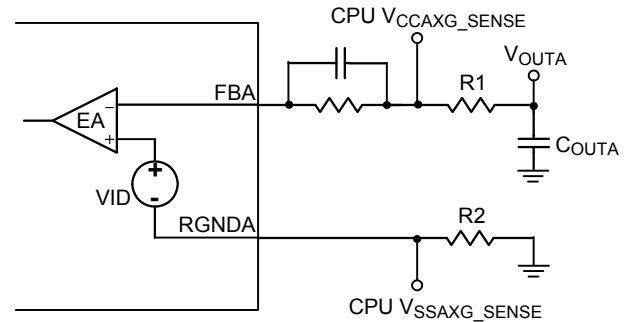 CPU VCCAXG_SENSE
VOUTA
FBA
R1
EA
COUTA
VID
RGNDA
R2
CPU VSSAXG_SENSE